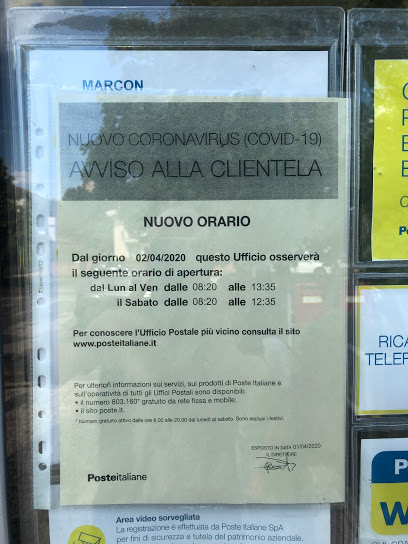 MARCON
NUOVO CORONAVIRUS (COVID-19)
AVVISO ALLA CLIENTELA
NUOVO ORARIO
Dal giorno 02/04/2020 questo Ufficio osserverà
il seguente orario di apertura:
dal Lun al Ven dalle 08:20 alle 13:35
il Sabato dalle 08:20 alle 12:35
Per conoscere l'Ufficio Postale più vicino consulta il sito
www.posteitaliane.it
Per ulteriori informazioni sui servizi, sui prodotti di Poste Italiane e
sull'operatività di tutti gli Uffici Postali sono disponibili:
• il numero 803.160* gratuito da rete fissa e mobile;
• il sito poste.it.
* Numero gratuito attivo dalle ore 8.00 alle 20.00 dal lunedì al sabato. Sono esclusi i festivi.
ESPOSTO IN DATA 01/04/2020
IL DIRETTORE
Posteitaliane
Area video sorvegliata
La registrazione è effettuata da Poste Italiane SpA
per fini di sicurezza e tutela del patrimonio aziendale.
Pos
RICA
TELEF
P
W